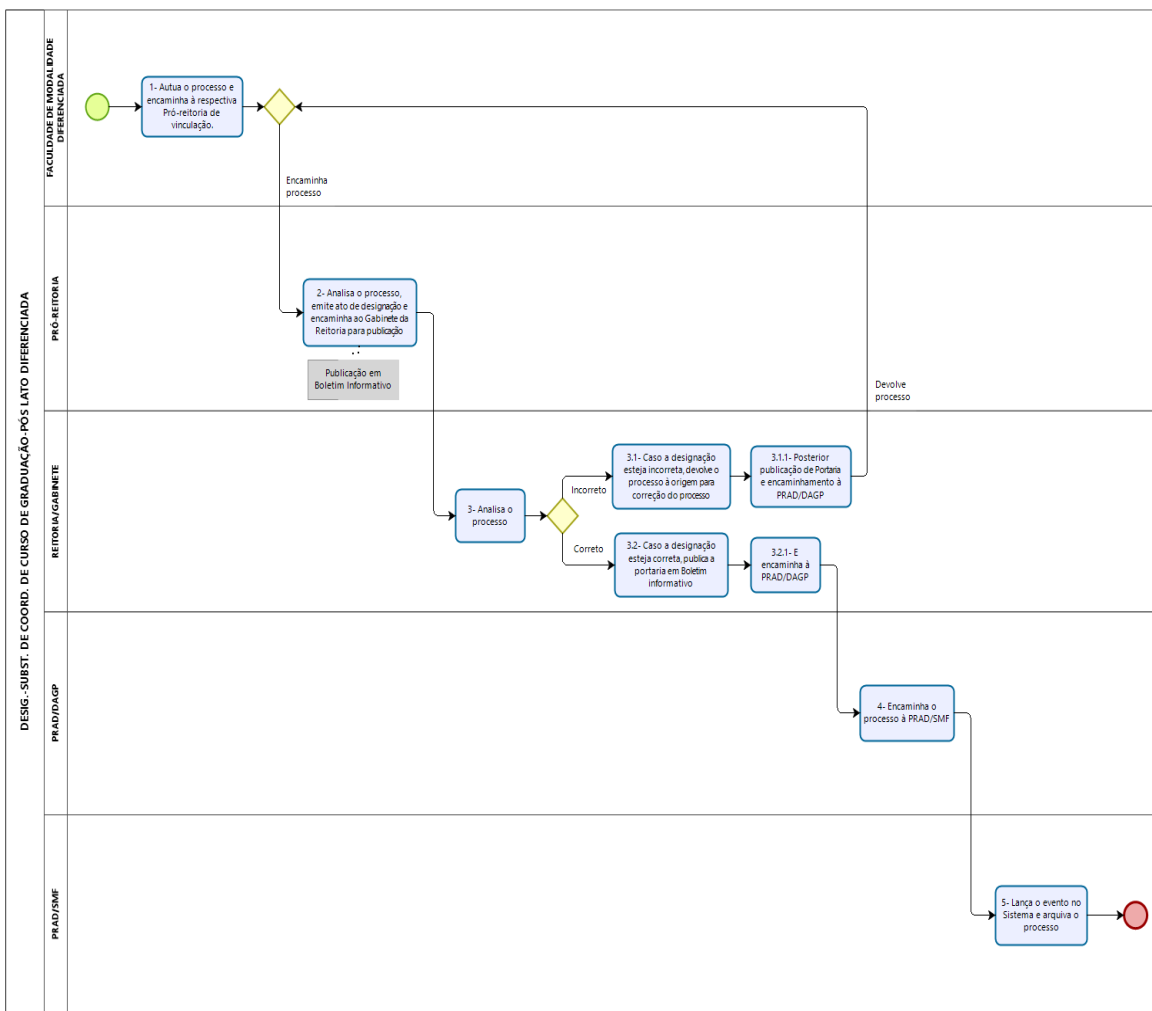 DESIG.-SUBST. DE COORD. DE CURSO DE GRADUAÇÃO-PÓS LATO DIFERENCIADA
FACULDADE DE MODALIDADE
DIFERENCIADA
1- Autua o processo e
encaminha à respectiva
Pró-reitoria de
vinculação.
Encaminha
processo
PRÓ-REITORIA
2- Analisa o processo,
emite ato de designação e
encaminha ao Gabinete da
Reitoria para publicação
Publicação em
Boletim Informativo
Devolve
processo
REITORIA/GABINETE
3- Analisa o
processo
Incorreto
3.1- Caso a designação
esteja incorreta, devolve o
processo à origem para
correção do processo
3.1.1- Posterior
publicação de Portaria
e encaminhamento à
PRAD/DAGP
Correto
3.2- Caso a designação
esteja correta, publica a
portaria em Boletim
informativo
3.2.1- E
encaminha à
PRAD/DAGP
PRAD/DAGP
4- Encaminha o
processo à PRAD/SMF
PRAD/SMF
5- Lança o evento no
Sistema e arquiva o
processo